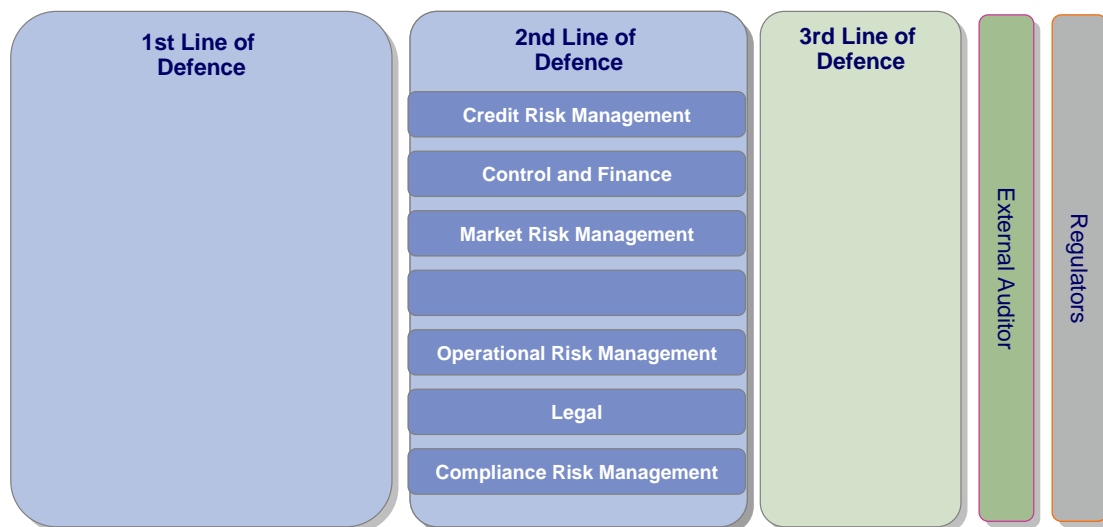 1st Line of
Defence
2nd Line of
Defence
Credit Risk Management
Control and Finance
Market Risk Management
Operational Risk Management
Legal
Compliance Risk Management
3rd Line of
Defence
External Auditor
Regulators